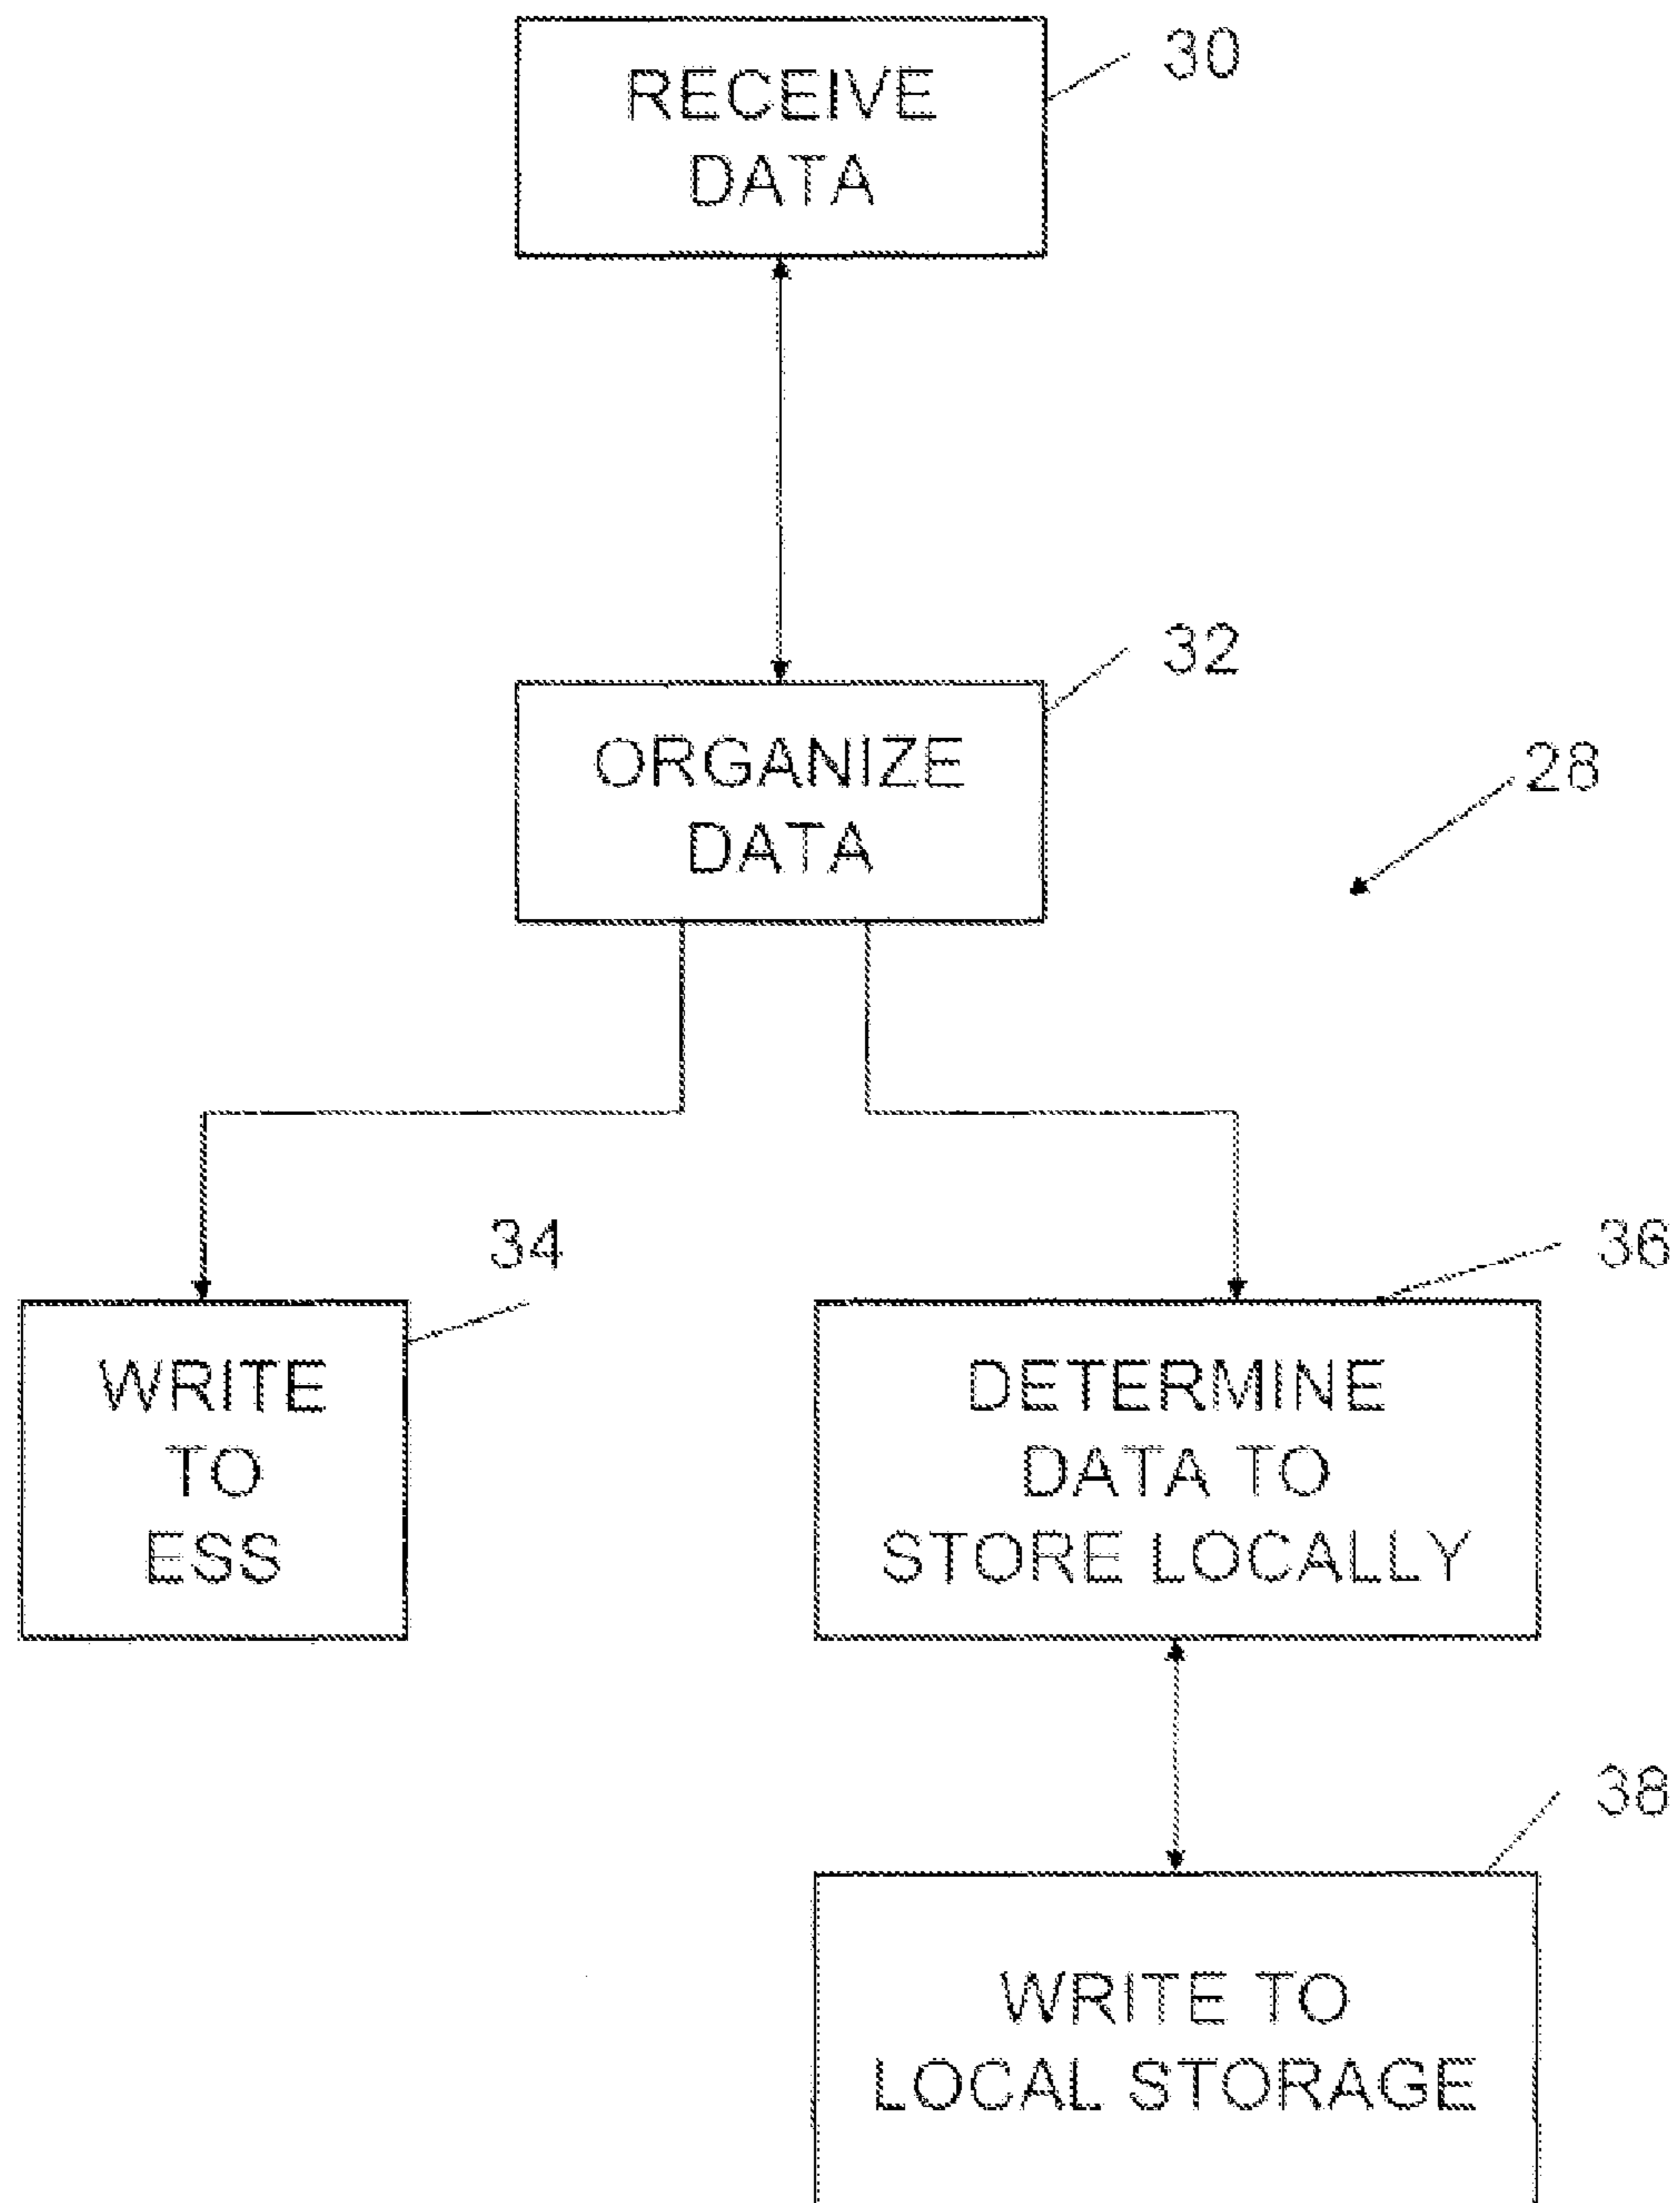 RECEIVE
DATA
30
ORGANIZE
DATA
32
28
WRITE
TO
ESS
34
DETERMINE
DATA TO
STORE LOCALLY
36
WRITE TO
LOCAL STORAGE
38